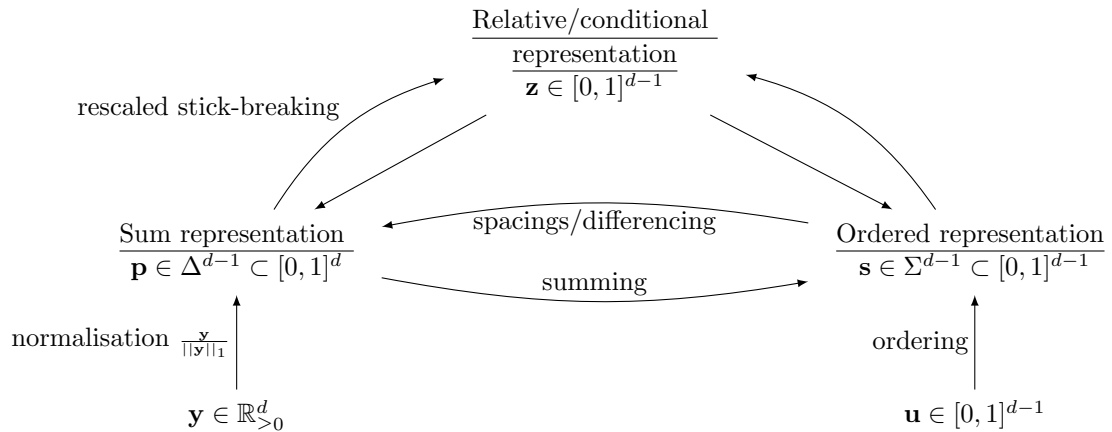 Relative/conditional
representation
𝐳 ∈ [0, 1]^{d−1}
rescaled stick-breaking
spacings/differencing
Sum representation
𝐩 ∈ Δ^{d−1} ⊂ [0, 1]^d
Ordered representation
𝐬 ∈ Σ^{d−1} ⊂ [0, 1]^{d−1}
summing
normalisation 𝐲/||𝐲||₁
ordering
𝐲 ∈ ℝ^d_{>0}
𝐮 ∈ [0, 1]^{d−1}